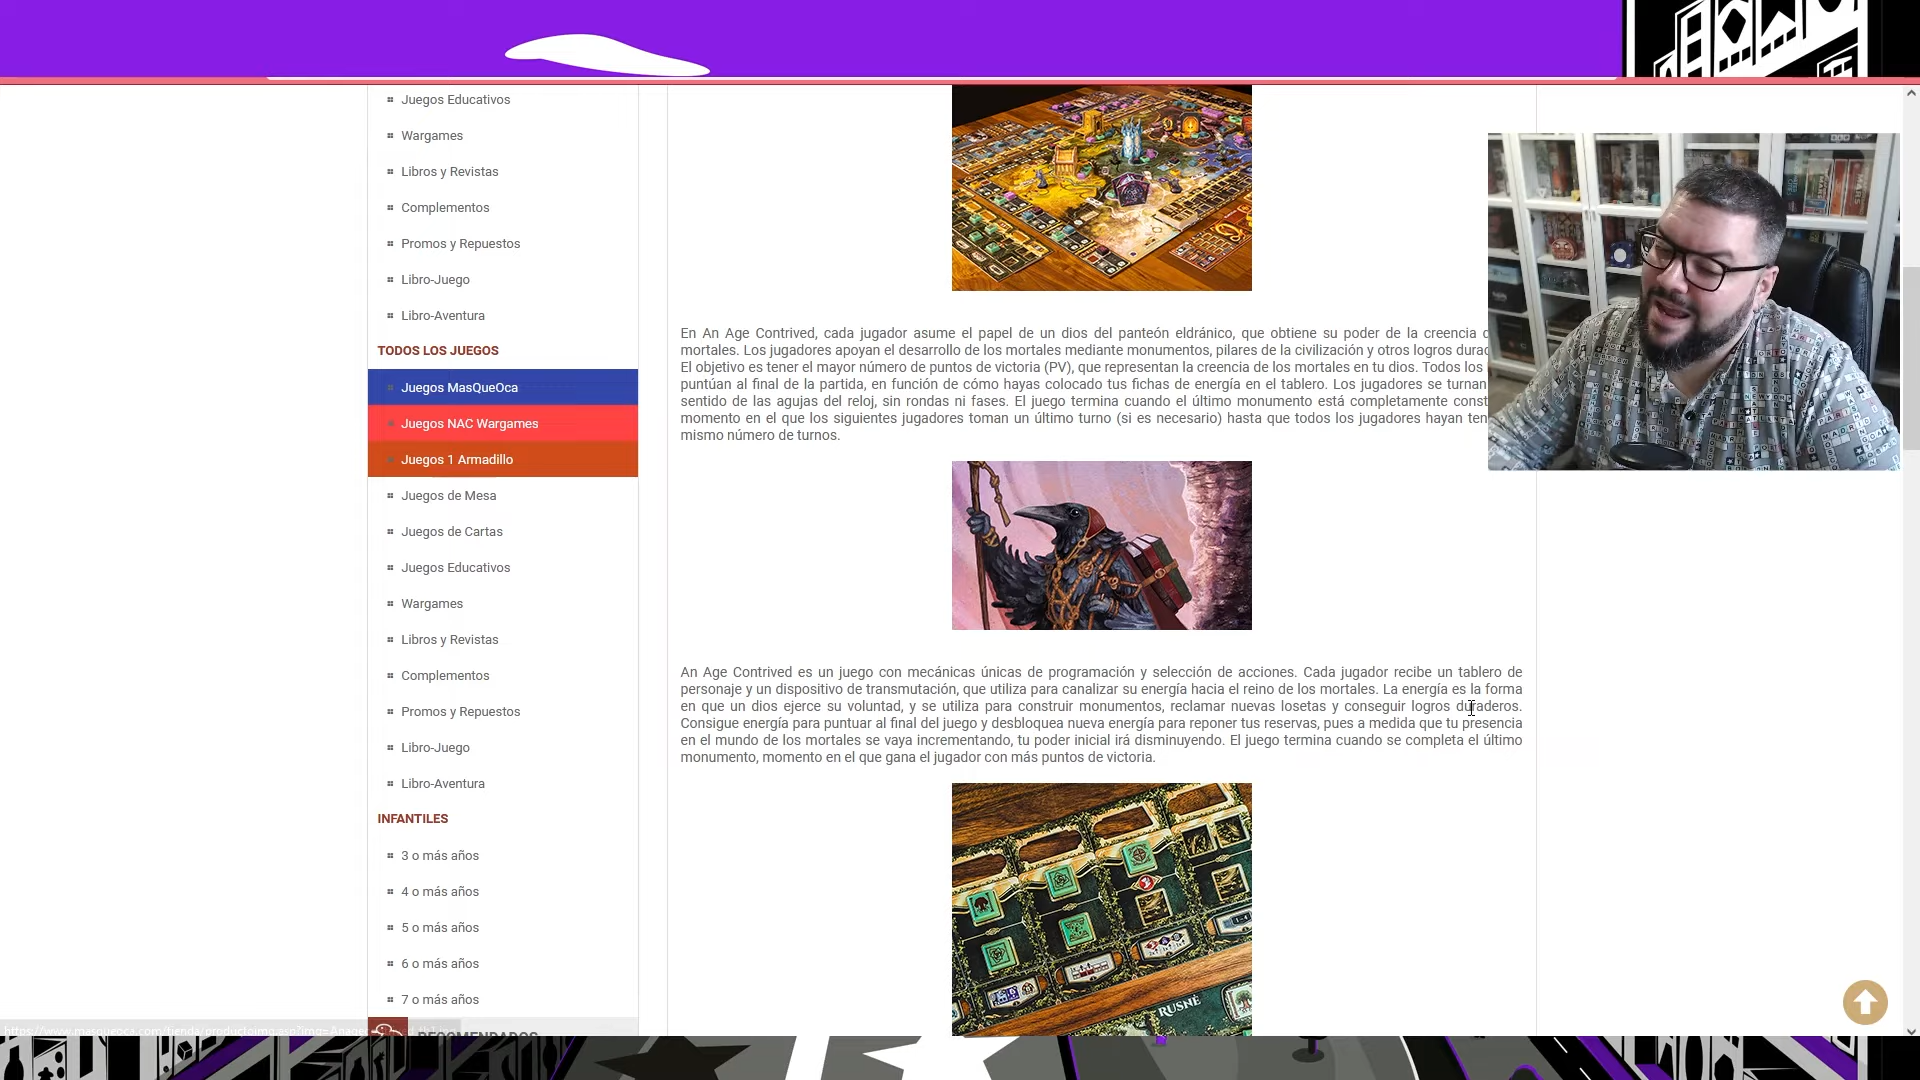 Juegos Educativos
Wargames
Libros y Revistas
Complementos
Promos y Repuestos
Libro-Juego
Libro-Aventura
TODOS LOS JUEGOS
Juegos MasQueOca
Juegos NAC Wargames
Juegos 1 Armadillo
Juegos de Mesa
Juegos de Cartas
Juegos Educativos
Wargames
Libros y Revistas
Complementos
Promos y Repuestos
Libro-Juego
Libro-Aventura
INFANTILES
3 o más años
4 o más años
5 o más años
6 o más años
7 o más años
RECOMENDADOS
En An Age Contrived, cada jugador asume el papel de un dios del panteón eldránico, que obtiene su poder de la creencia
mortales. Los jugadores apoyan el desarrollo de los mortales mediante monumentos, pilares de la civilización y otros logros
El objetivo es tener el mayor número de puntos de victoria (PV), que representan la creencia de los mortales en tu dios. Todos los
puntúan al final de la partida, en función de cómo hayas colocado tus fichas de energía en el tablero. Los jugadores se turnan
sentido de las agujas del reloj, sin rondas ni fases. El juego termina cuando el último monumento está completamente
momento en el que los siguientes jugadores toman un último turno (si es necesario) hasta que todos los jugadores hayan
mismo número de turnos.
An Age Contrived es un juego con mecánicas únicas de programación y selección de acciones. Cada jugador recibe un tablero de
personaje y un dispositivo de transmutación, que utiliza para canalizar su energía hacia el reino de los mortales. La energía es la forma
en que un dios ejerce su voluntad, y se utiliza para construir monumentos, reclamar nuevas losetas y conseguir logros duraderos.
Consigue energía para puntuar al final del juego y desbloquea nueva energía para reponer tus reservas, pues a medida que tu presencia
en el mundo de los mortales se vaya incrementando, tu poder inicial irá disminuyendo. El juego termina cuando se completa el último
monumento, momento en el que gana el jugador con más puntos de victoria.
RUSNÉ